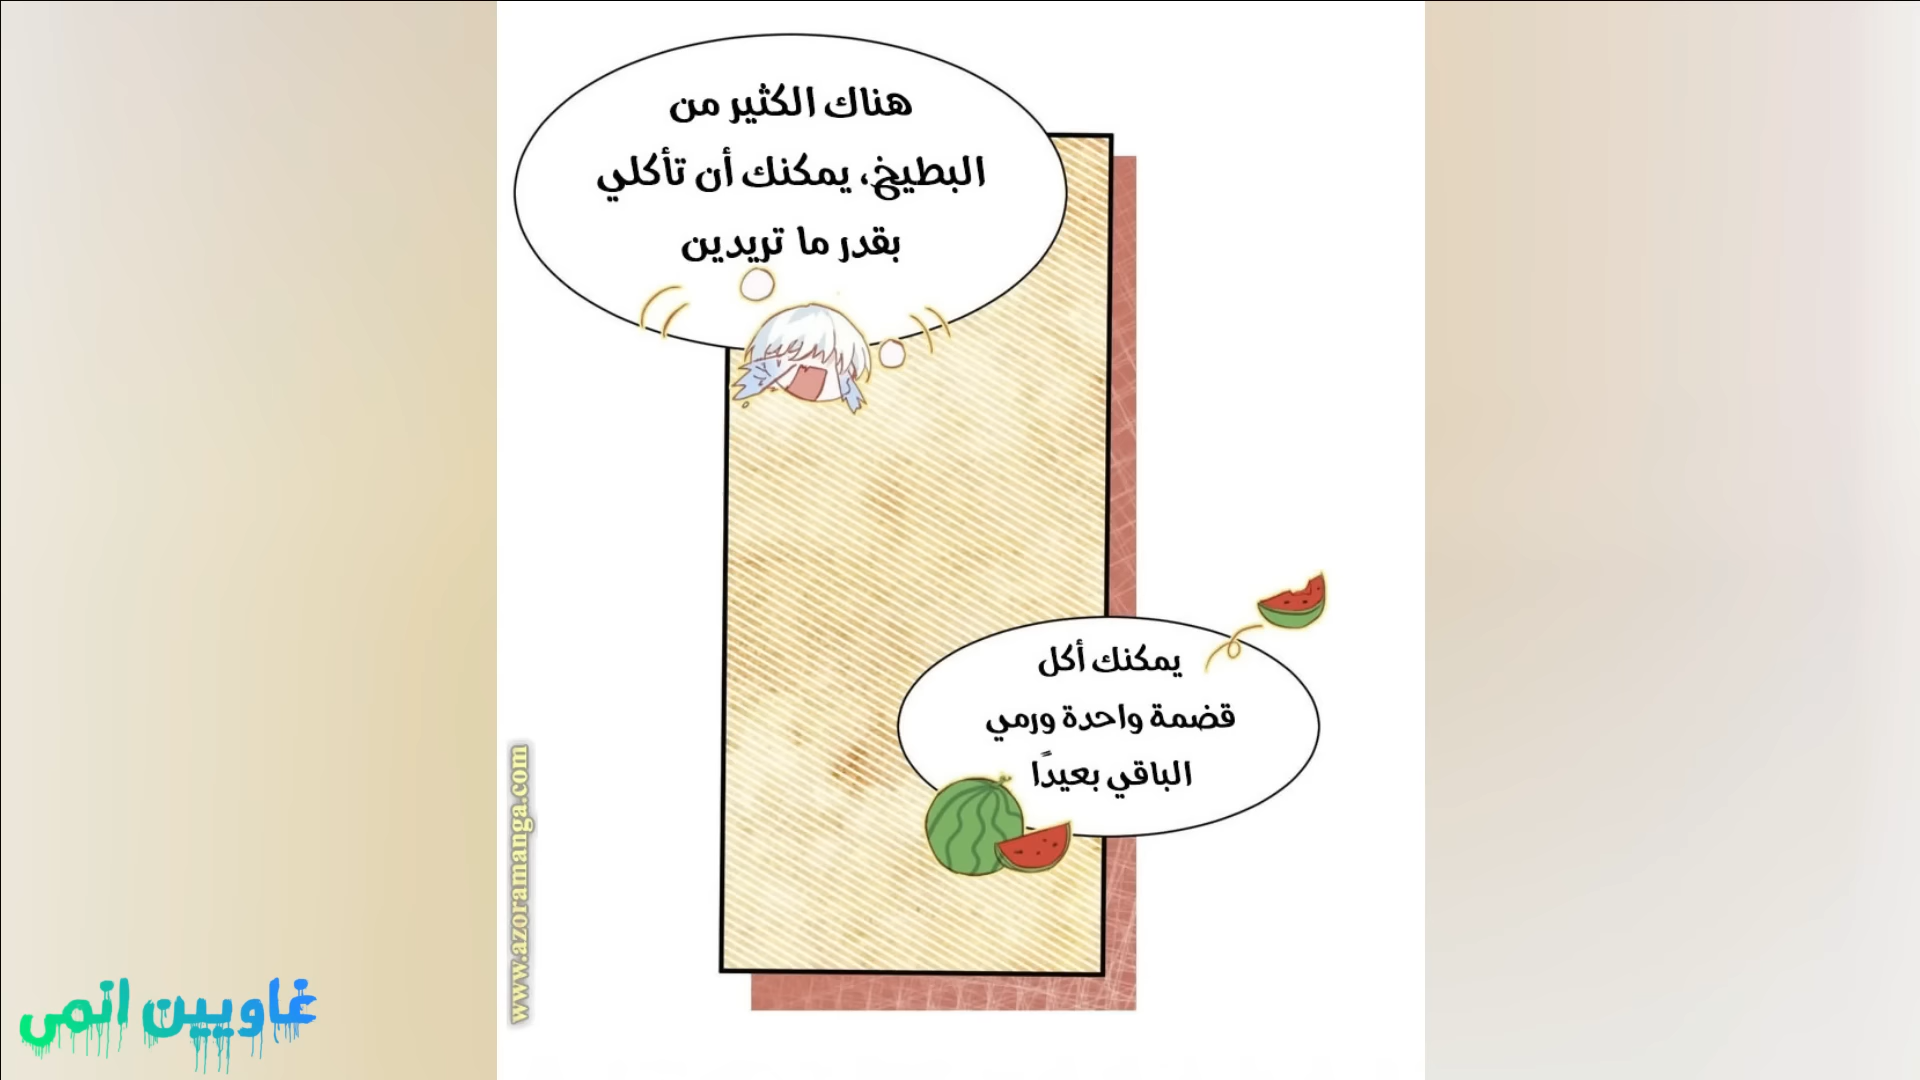 هناك الكثير من
البطيخ، يمكنك أن تأكلي
بقدر ما تريدين
يمكنك أكل
قضمة واحدة ورمي
الباقي بعيدًا
www.azoramanga.com
غاويين انمي